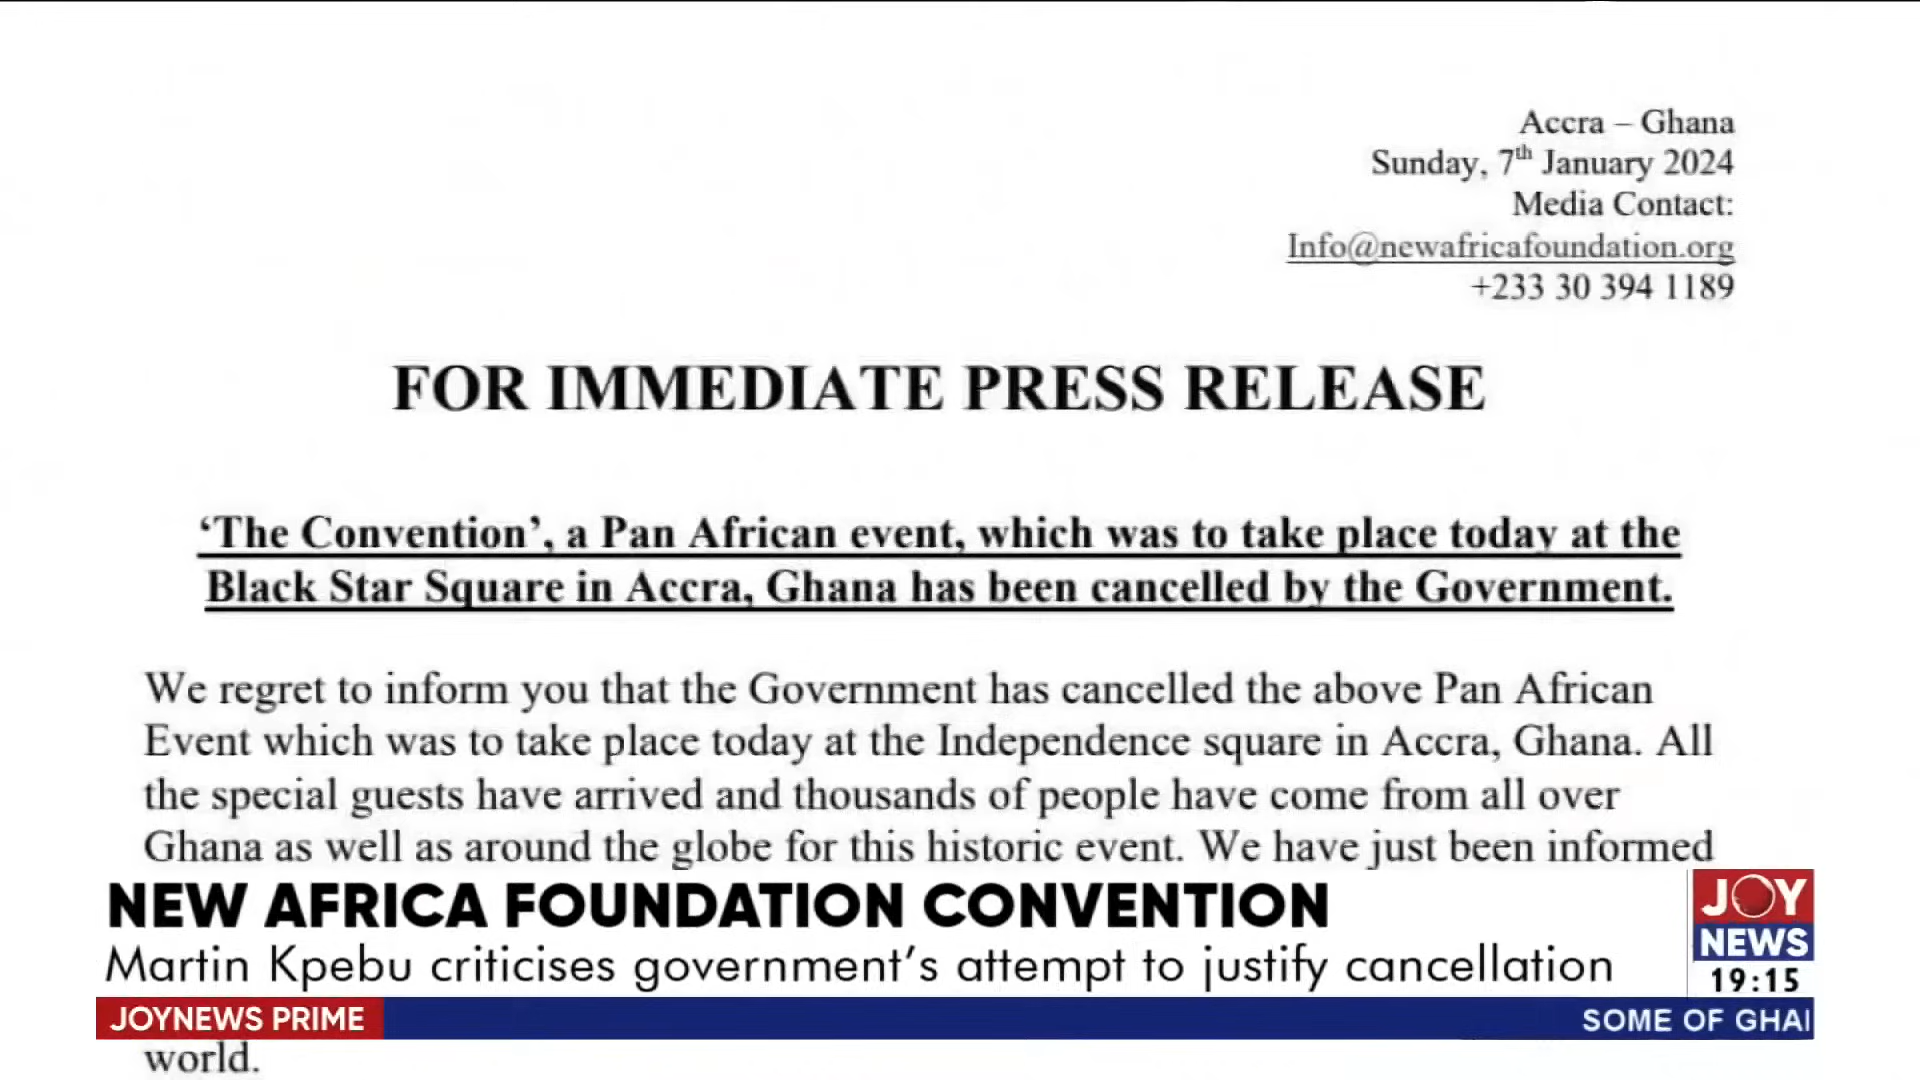 Accra – Ghana
Sunday, 7th January 2024
Media Contact:
Info@newafricafoundation.org
+233 30 394 1189
FOR IMMEDIATE PRESS RELEASE
‘The Convention’, a Pan African event, which was to take place today at the
Black Star Square in Accra, Ghana has been cancelled by the Government.
We regret to inform you that the Government has cancelled the above Pan African
Event which was to take place today at the Independence square in Accra, Ghana. All
the special guests have arrived and thousands of people have come from all over
Ghana as well as around the globe for this historic event. We have just been informed
NEW AFRICA FOUNDATION CONVENTION
Martin Kpebu criticises government’s attempt to justify cancellation
JOY
NEWS
19:15
JOYNEWS PRIME
SOME OF GHAI
world.